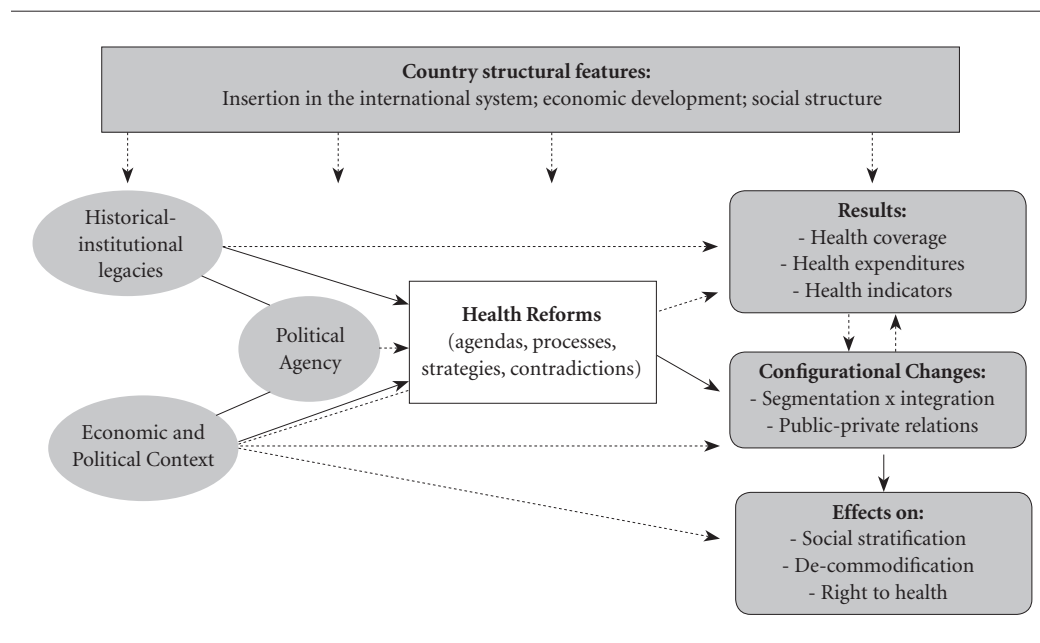 Country structural features:
Insertion in the international system; economic development; social structure
Historical-
institutional
legacies
Political
Agency
Economic and
Political Context
Health Reforms
(agendas, processes,
strategies, contradictions)
Results:
- Health coverage
- Health expenditures
- Health indicators
Configurational Changes:
- Segmentation x integration
- Public-private relations
Effects on:
- Social stratification
- De-commodification
- Right to health